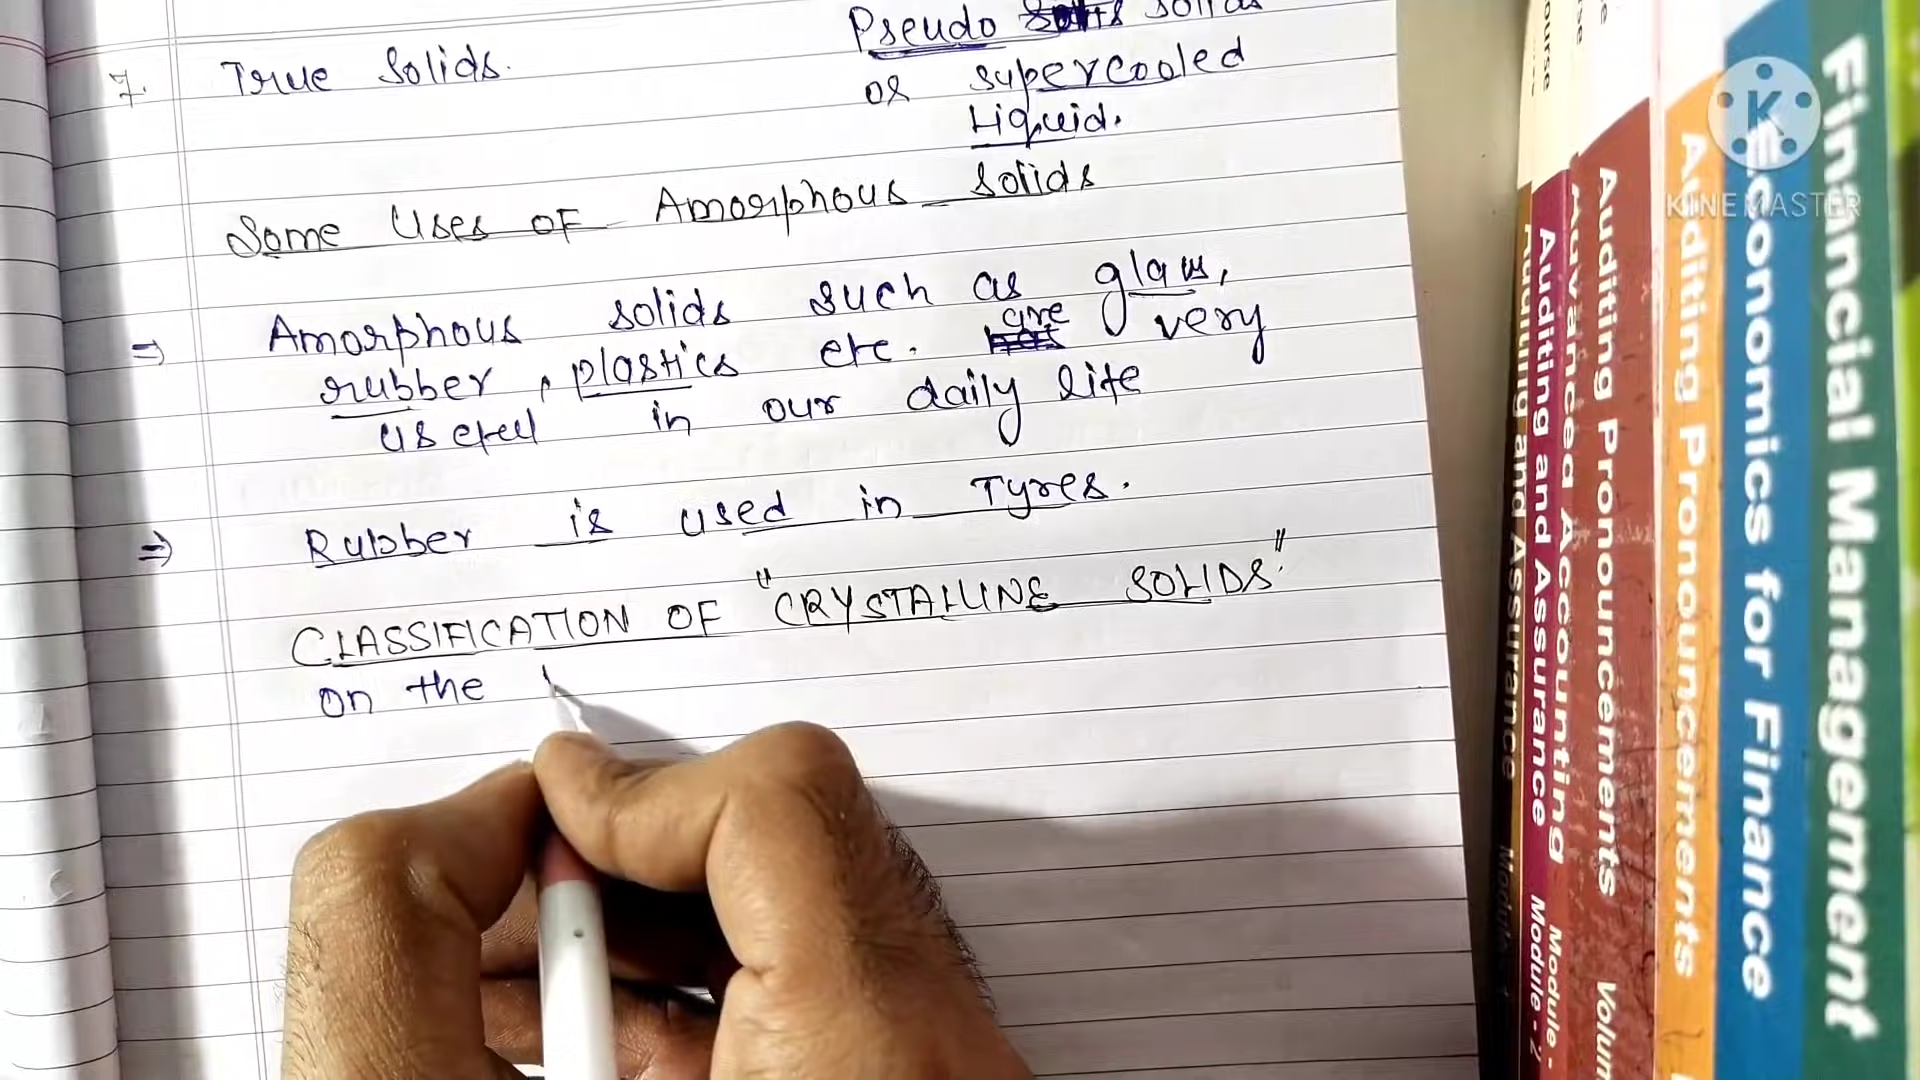 7. True Solids.
Pseudo solids
or supercooled
Liquid.
Some Uses OF Amorphous solids
⇒ Amorphous solids such as glass,
rubber, plastics etc. are very
useful in our daily life
⇒ Rubber is used in Tyres.
CLASSIFICATION OF "CRYSTALLINE SOLIDS."
on the
Auditing and Assurance Modul
Auditing and Assurance Module - 2
Advanced Accounting Module -
Auditing Pronouncements Volum
Auditing Pronouncements
Economics for Finance
Financial Management
ourse
K
KINEMASTER